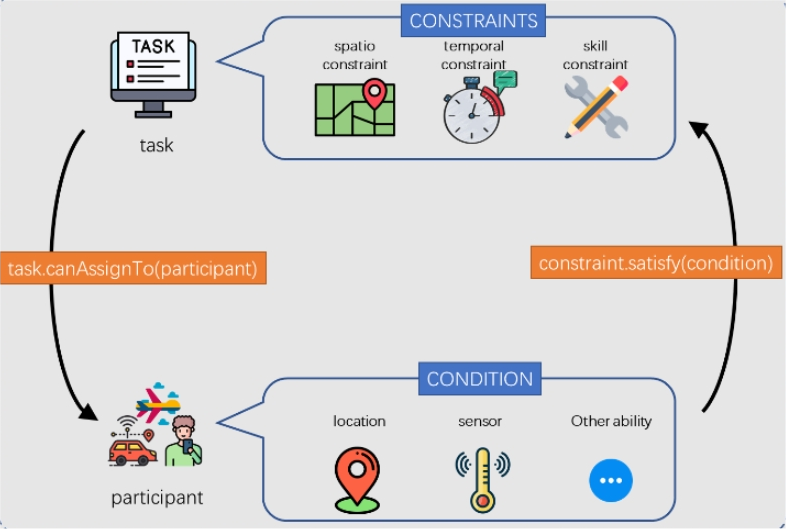 CONSTRAINTS
spatio
constraint
temporal
constraint
skill
constraint
TASK
task
task.canAssignTo(participant)
constraint.satisfy(condition)
CONDITION
location
sensor
Other ability
participant